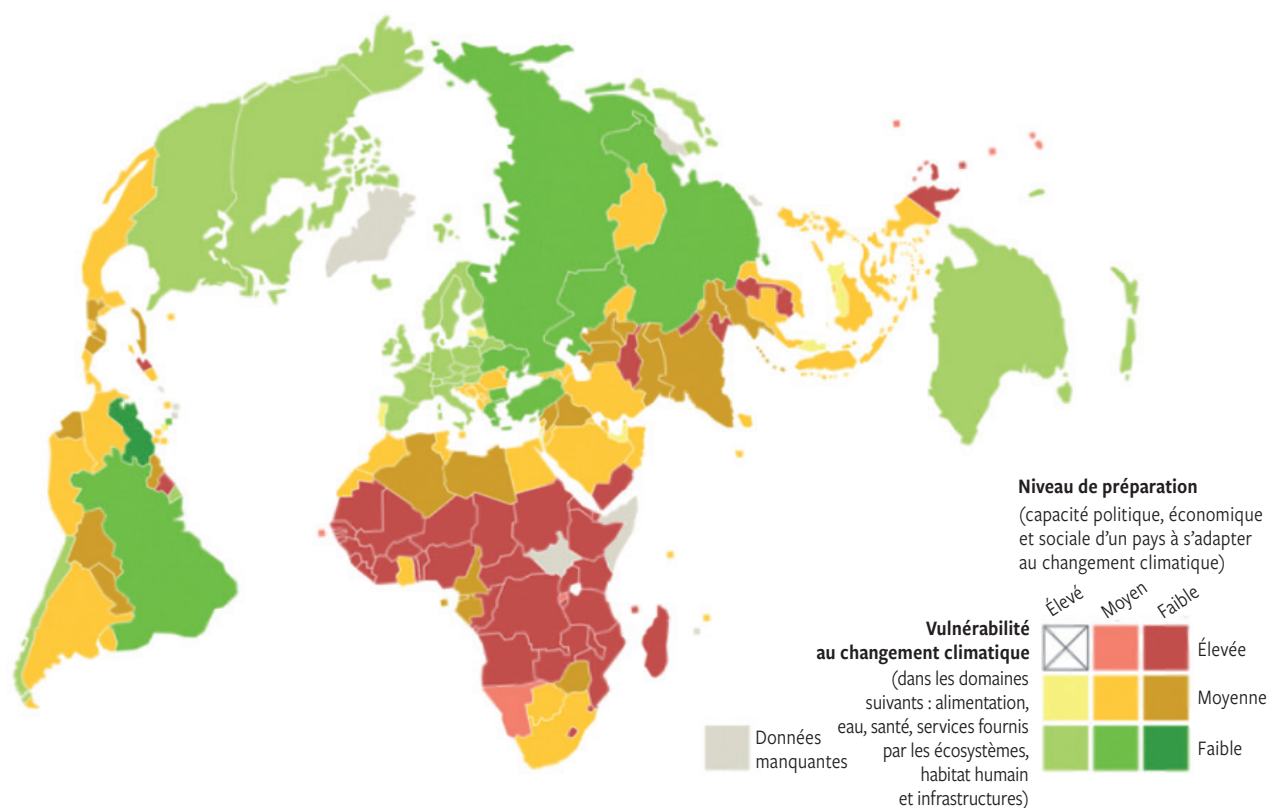 Niveau de préparation
(capacité politique, économique
et sociale d’un pays à s’adapter
au changement climatique)
Élevé
Moyen
Faible
Vulnérabilité
au changement climatique
(dans les domaines
suivants : alimentation,
eau, santé, services fournis
par les écosystèmes,
habitat humain
et infrastructures)
Élevée
Moyenne
Faible
Données
manquantes